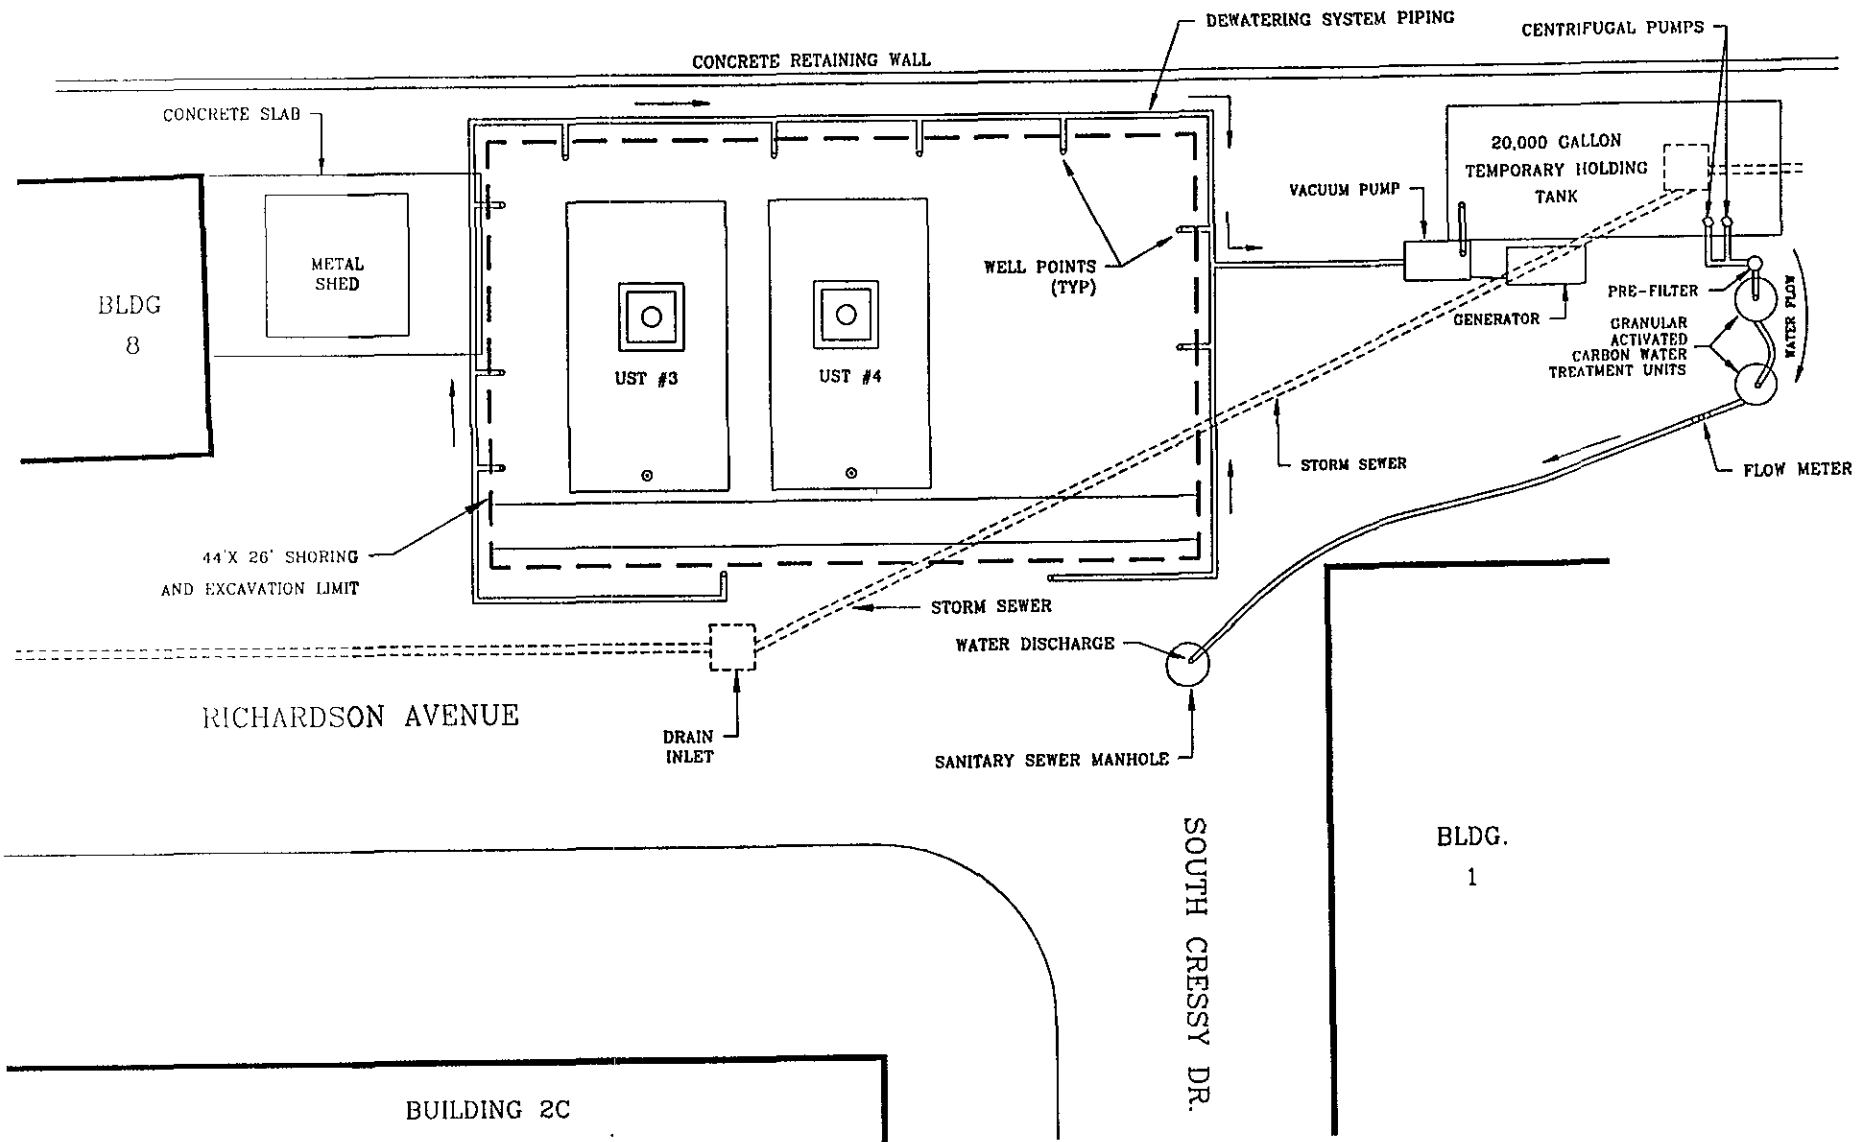 DEWATERING SYSTEM PIPING
CENTRIFUGAL PUMPS
CONCRETE RETAINING WALL
CONCRETE SLAB
20,000 GALLON
TEMPORARY HOLDING
TANK
VACUUM PUMP
METAL
SHED
WELL POINTS
(TYP)
BLDG
8
PRE-FILTER
WATER FLOW
GENERATOR
GRANULAR
ACTIVATED
CARBON WATER
TREATMENT UNITS
UST #3
UST #4
STORM SEWER
FLOW METER
44'X 26' SHORING
AND EXCAVATION LIMIT
STORM SEWER
WATER DISCHARGE
RICHARDSON AVENUE
DRAIN
INLET
SANITARY SEWER MANHOLE
SOUTH CRESSY DR.
BLDG.
1
BUILDING 2C